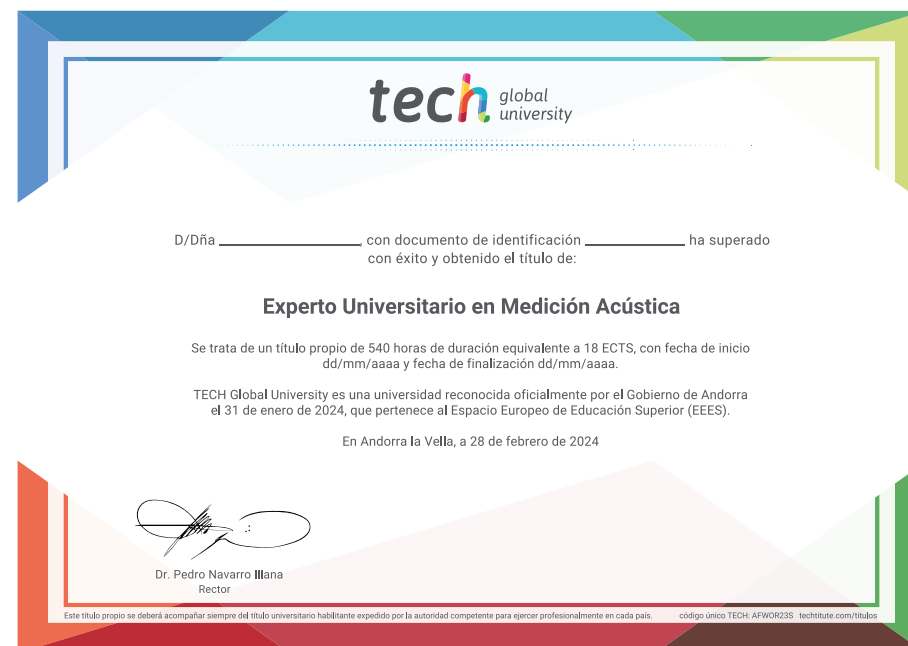 tech global university
D/Dña ______________, con documento de identificación __________ ha superado
con éxito y obtenido el título de:
Experto Universitario en Medición Acústica
Se trata de un título propio de 540 horas de duración equivalente a 18 ECTS, con fecha de inicio
dd/mm/aaaa y fecha de finalización dd/mm/aaaa.
TECH Global University es una universidad reconocida oficialmente por el Gobierno de Andorra
el 31 de enero de 2024, que pertenece al Espacio Europeo de Educación Superior (EEES).
En Andorra la Vella, a 28 de febrero de 2024
Dr. Pedro Navarro Illana
Rector
Este título propio se deberá acompañar siempre del título universitario habilitante expedido por la autoridad competente para ejercer profesionalmente en cada país. código único TECH: AFWOR23S techtitute.com/titulos